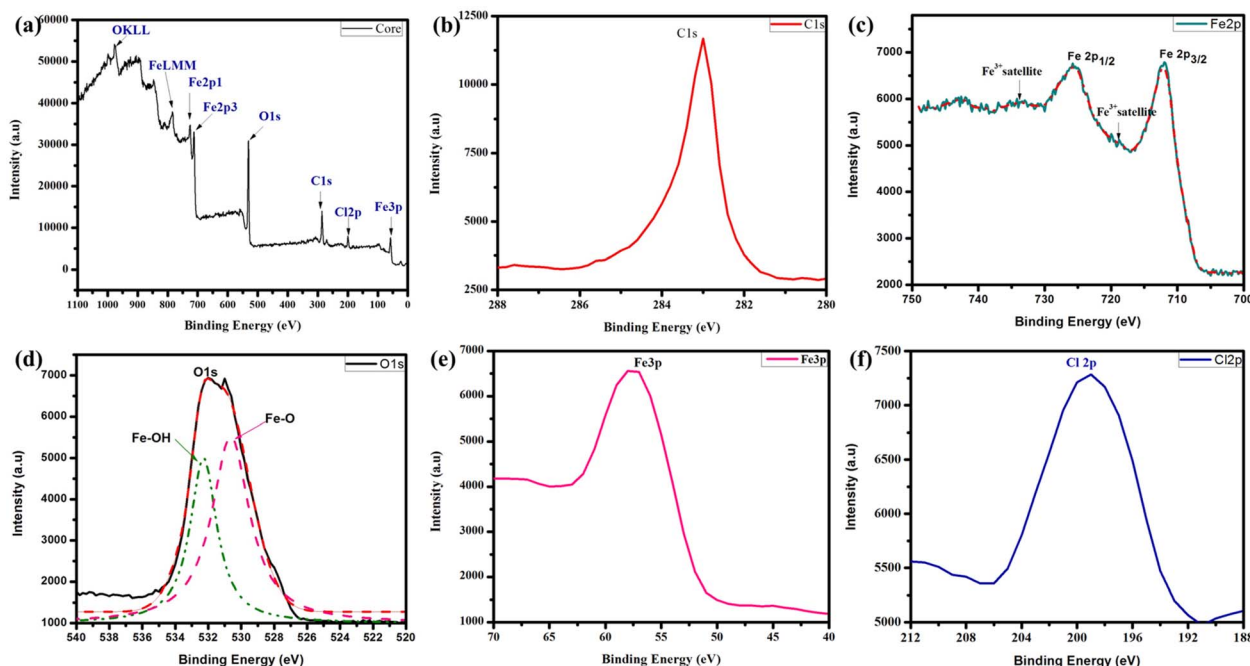 (a)
Core
OKLL
FeLMM
Fe2p1
Fe2p3
O1s
C1s
Cl2p
Fe3p
Intensity (a.u)
60000
50000
40000
30000
20000
10000
0
1100 1000 900 800 700 600 500 400 300 200 100 0
Binding Energy (eV)
(b)
C1s
C1s
Intensity (a.u)
12500
10000
7500
5000
2500
288 286 284 282 280
Binding Energy (eV)
(c)
Fe2p
Fe 2p1/2
Fe 2p3/2
Fe3+ satellite
Fe3+ satellite
Intensity (a.u)
7000
6000
5000
4000
3000
2000
749 740 730 720 710 700
Binding Energy (eV)
(d)
O1s
O1s
Fe-OH
Fe-O
Intensity (a.u)
7000
6000
5000
4000
3000
2000
1000
540 538 536 534 532 530 528 526 524 522 520
Binding Energy (eV)
(e)
Fe3p
Fe3p
Intensity (a.u)
7000
6000
5000
4000
3000
2000
1000
70 65 60 55 50 45 40
Binding Energy (eV)
(f)
Cl2p
Cl 2p
Intensity (a.u)
7500
7250
7500
6500
6000
5500
5000
212 208 204 200 196 192 188
Binding Energy (eV)